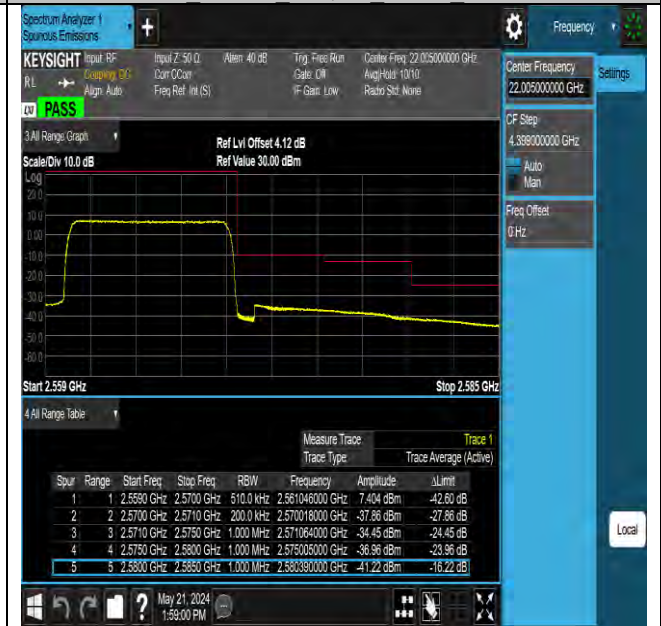 Spectrum Analyzer 1
Spurious Emissions
+
Frequency
KEYSIGHT Input: RF Input Z: 50 Ω Atten: 40 dB Trig: Free Run Center Freq: 22.005000000 GHz
RL Coupling: DC Corr CCorr Gate: Off Avg|Hold: 10/10
Align: Auto Freq Ref: Int (S) IF Gain: Low Radio Std: None
LXI PASS
Center Frequency
22.005000000 GHz
Settings
CF Step
4.399000000 GHz
Auto
Man
Freq Offset
0 Hz
3 All Range Graph
Ref Lvl Offset 4.12 dB
Scale/Div 10.0 dB Ref Value 30.00 dBm
Log
20.0
10.0
0.00
-10.0
-20.0
-30.0
-40.0
-50.0
-60.0
Start 2.559 GHz Stop 2.585 GHz
4 All Range Table
Measure Trace Trace 1
Trace Type Trace Average (Active)
Spur Range Start Freq Stop Freq RBW Frequency Amplitude ΔLimit
1 1 2.5590 GHz 2.5700 GHz 510.0 kHz 2.561046000 GHz 7.404 dBm -42.60 dB
2 2 2.5700 GHz 2.5710 GHz 200.0 kHz 2.570018000 GHz -37.86 dBm -27.86 dB
3 3 2.5710 GHz 2.5750 GHz 1.000 MHz 2.571064000 GHz -34.45 dBm -24.45 dB
4 4 2.5750 GHz 2.5800 GHz 1.000 MHz 2.575005000 GHz -36.96 dBm -23.96 dB
5 5 2.5800 GHz 2.5850 GHz 1.000 MHz 2.580390000 GHz -41.22 dBm -16.22 dB
Local
?
May 21, 2024
1:59:00 PM